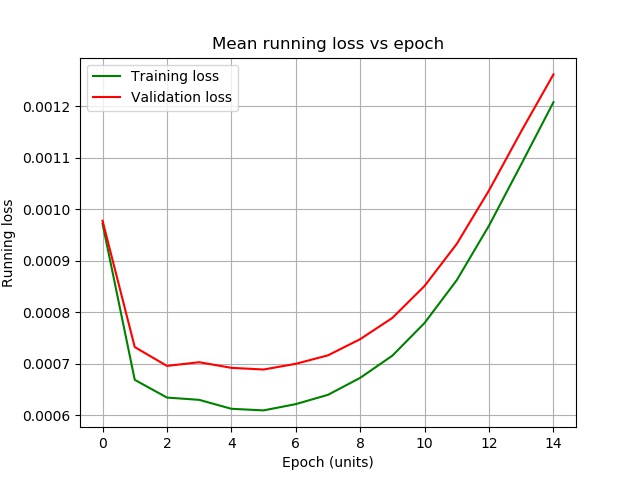 Mean running loss vs epoch
Training loss
Validation loss
0.0012
0.0011
0.0010
0.0009
0.0008
0.0007
0.0006
Running loss
0 2 4 6 8 10 12 14
Epoch (units)